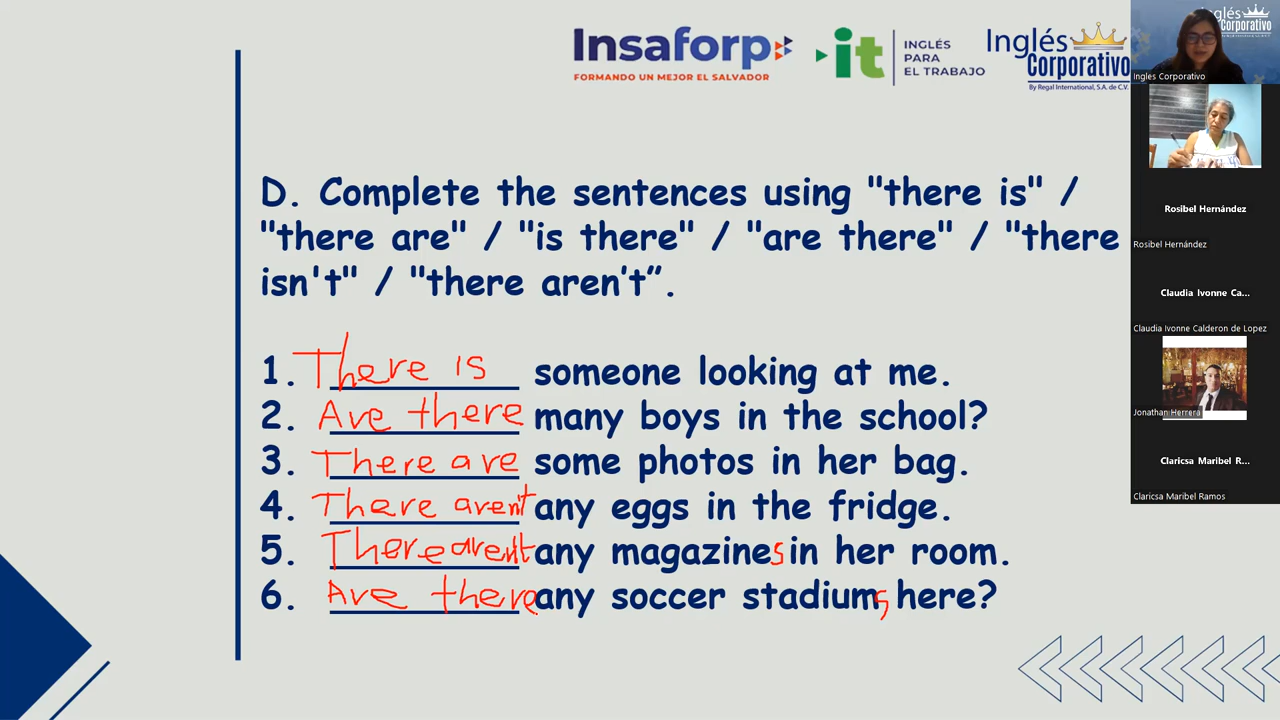 Insaforp
FORMANDO UN MEJOR EL SALVADOR
it
INGLÉS
PARA
EL TRABAJO
Inglés
Corporativo
By Regal International, S.A. de C.V.
D. Complete the sentences using "there is" /
"there are" / "is there" / "are there" / "there
isn't" / "there aren’t”.
1. There is someone looking at me.
2. Are there many boys in the school?
3. There are some photos in her bag.
4. There aren't any eggs in the fridge.
5. There aren't any magazines in her room.
6. Are there any soccer stadiums here?
Inglés
Corporativo
Ingles Corporativo
Rosibel Hernández
Rosibel Hernández
Claudia Ivonne Ca...
Claudia Ivonne Calderon de Lopez
Jonathan Herrera
Claricsa Maribel R...
Claricsa Maribel Ramos